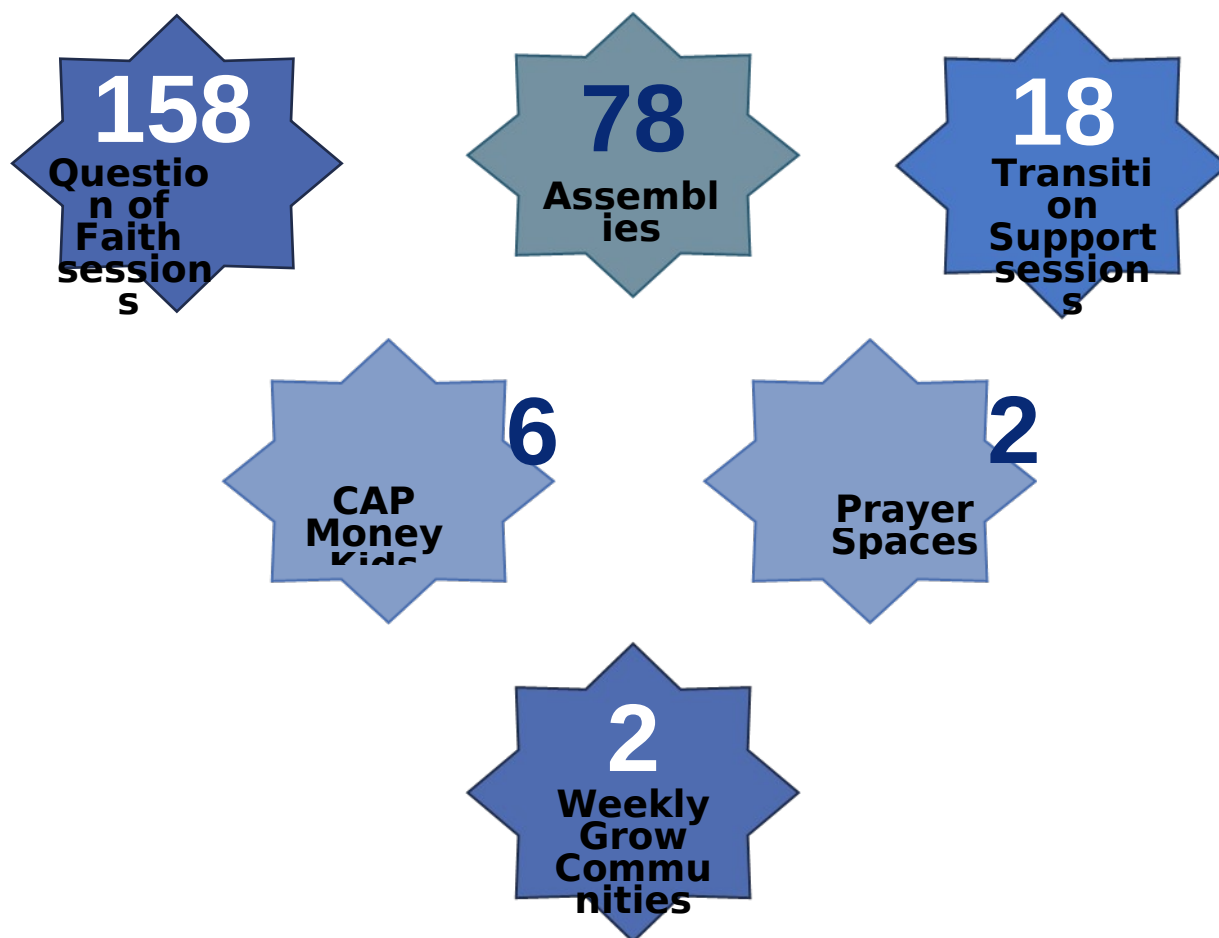 158
Questio
n of
Faith
session
s
78
Assembl
ies
18
Transiti
on
Support
session
s
6
CAP
Money
Kids
2
Prayer
Spaces
2
Weekly
Grow
Commu
nities